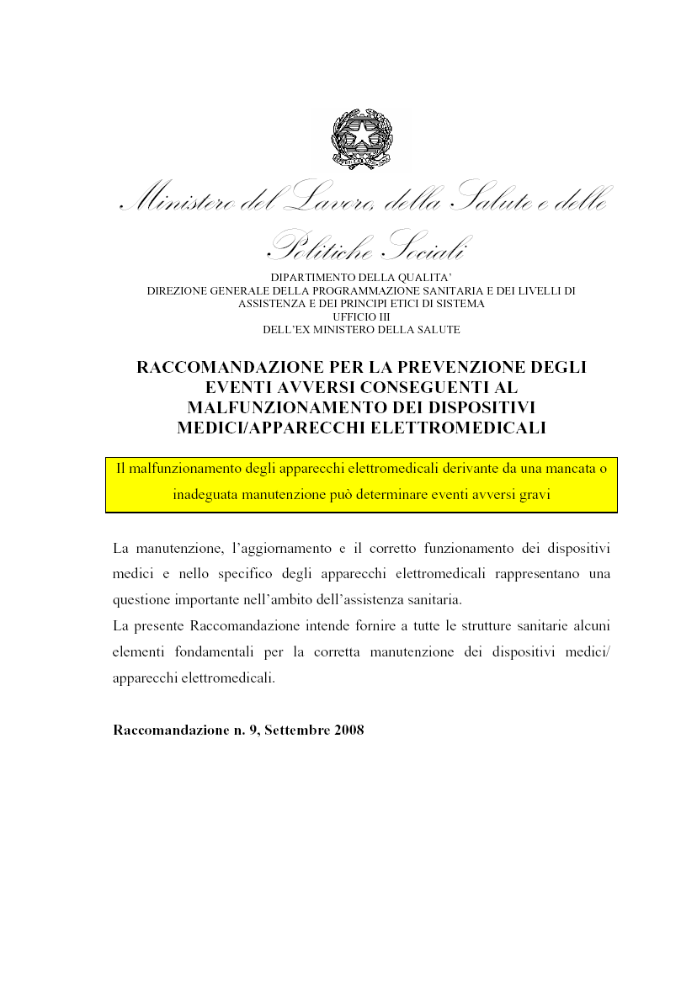 Ministero del Lavoro, della Salute e delle
Politiche Sociali
DIPARTIMENTO DELLA QUALITA’
DIREZIONE GENERALE DELLA PROGRAMMAZIONE SANITARIA E DEI LIVELLI DI
ASSISTENZA E DEI PRINCIPI ETICI DI SISTEMA
UFFICIO III
DELL’EX MINISTERO DELLA SALUTE
RACCOMANDAZIONE PER LA PREVENZIONE DEGLI
EVENTI AVVERSI CONSEGUENTI AL
MALFUNZIONAMENTO DEI DISPOSITIVI
MEDICI/APPARECCHI ELETTROMEDICALI
Il malfunzionamento degli apparecchi elettromedicali derivante da una mancata o
inadeguata manutenzione può determinare eventi avversi gravi
La manutenzione, l’aggiornamento e il corretto funzionamento dei dispositivi
medici e nello specifico degli apparecchi elettromedicali rappresentano una
questione importante nell’ambito dell’assistenza sanitaria.
La presente Raccomandazione intende fornire a tutte le strutture sanitarie alcuni
elementi fondamentali per la corretta manutenzione dei dispositivi medici/
apparecchi elettromedicali.
Raccomandazione n. 9, Settembre 2008